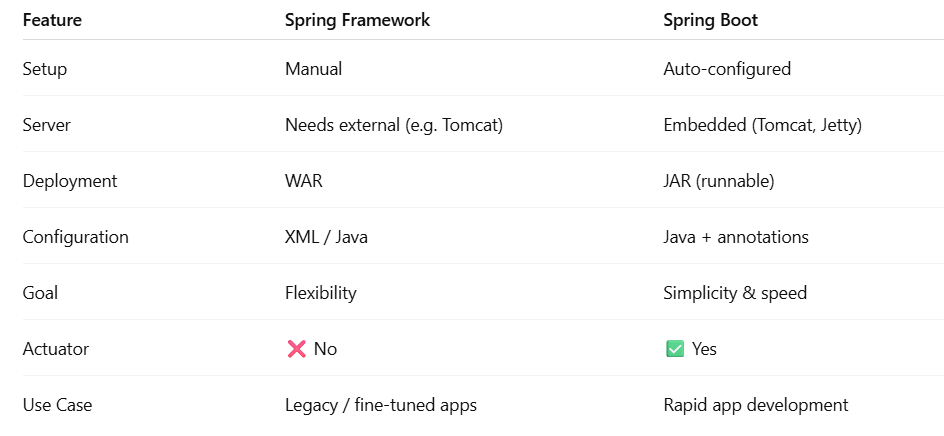 Feature Spring Framework Spring Boot
Setup Manual Auto-configured
Server Needs external (e.g. Tomcat) Embedded (Tomcat, Jetty)
Deployment WAR JAR (runnable)
Configuration XML / Java Java + annotations
Goal Flexibility Simplicity & speed
Actuator ❌ No ✅ Yes
Use Case Legacy / fine-tuned apps Rapid app development